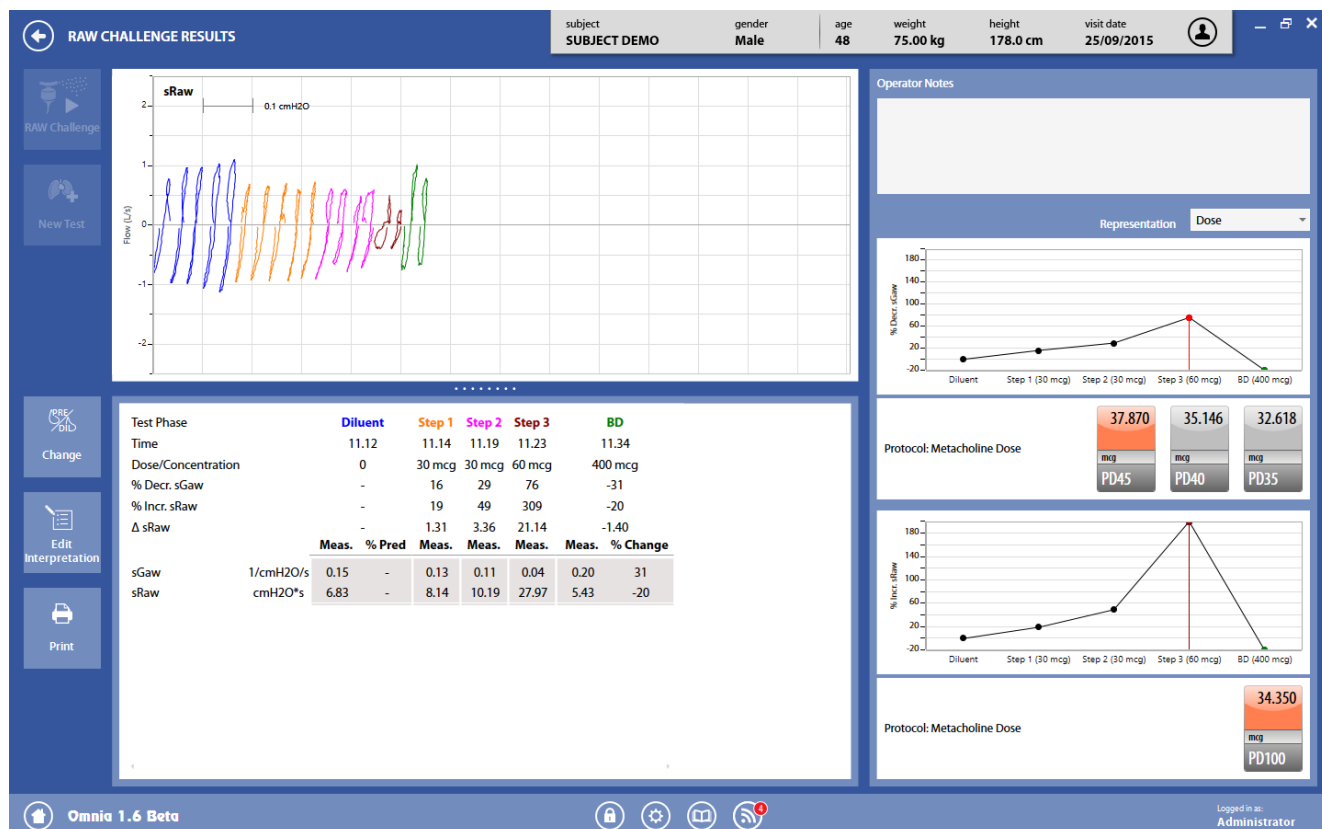 RAW CHALLENGE RESULTS
subject gender age weight height visit date
SUBJECT DEMO Male 48 75.00 kg 178.0 cm 25/09/2015
RAW Challenge
New Test
Change
Edit
Interpretation
Print
PRE/
DIL
sRaw
0.1 cmH2O
Flow (L/s)
2
1
0
-1
-2
Test Phase Diluent Step 1 Step 2 Step 3 BD
Time 11.12 11.14 11.19 11.23 11.34
Dose/Concentration 0 30 mcg 30 mcg 60 mcg 400 mcg
% Decr. sGaw - 16 29 76 -31
% Incr. sRaw - 19 49 309 -20
Δ sRaw - 1.31 3.36 21.14 -1.40
Meas. % Pred Meas. Meas. Meas. Meas. % Change
sGaw 1/cmH2O/s 0.15 - 0.13 0.11 0.04 0.20 31
sRaw cmH2O*s 6.83 - 8.14 10.19 27.97 5.43 -20
Operator Notes
Representation Dose
% Decr. sGaw
180
140
100
60
20
-20
Diluent Step 1 (30 mcg) Step 2 (30 mcg) Step 3 (60 mcg) BD (400 mcg)
Protocol: Metacholine Dose
37.870 35.146 32.618
mcg mcg mcg
PD45 PD40 PD35
% Incr. sRaw
180
140
100
60
20
-20
Diluent Step 1 (30 mcg) Step 2 (30 mcg) Step 3 (60 mcg) BD (400 mcg)
Protocol: Metacholine Dose
34.350
mcg
PD100
Omnia 1.6 Beta
4
Logged in as:
Administrator